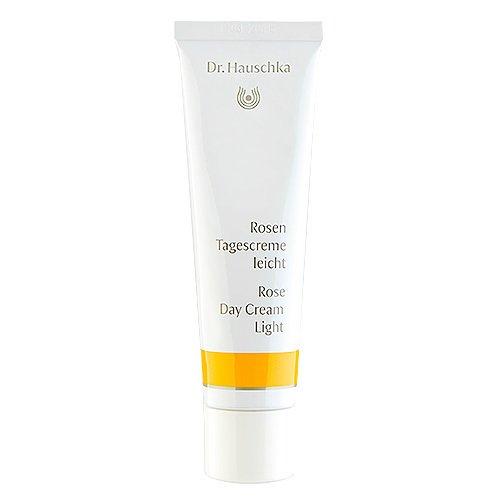 Dr. Hauschka
Rosen
Tagescreme
leicht
Rose
Day Cream
Light